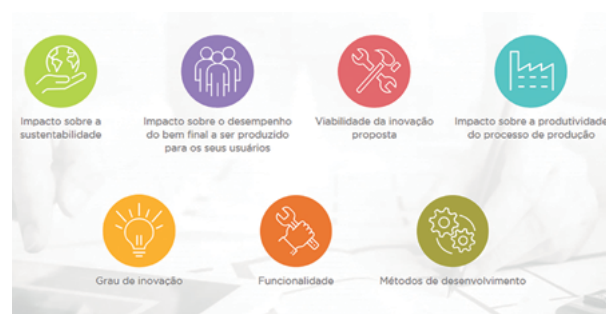 Impacto sobre a
sustentabilidade
Impacto sobre o desempenho
do bem final a ser produzido
para os seus usuários
Viabilidade da inovação
proposta
Impacto sobre a produtividade
do processo de produção
Grau de inovação
Funcionalidade
Métodos de desenvolvimento